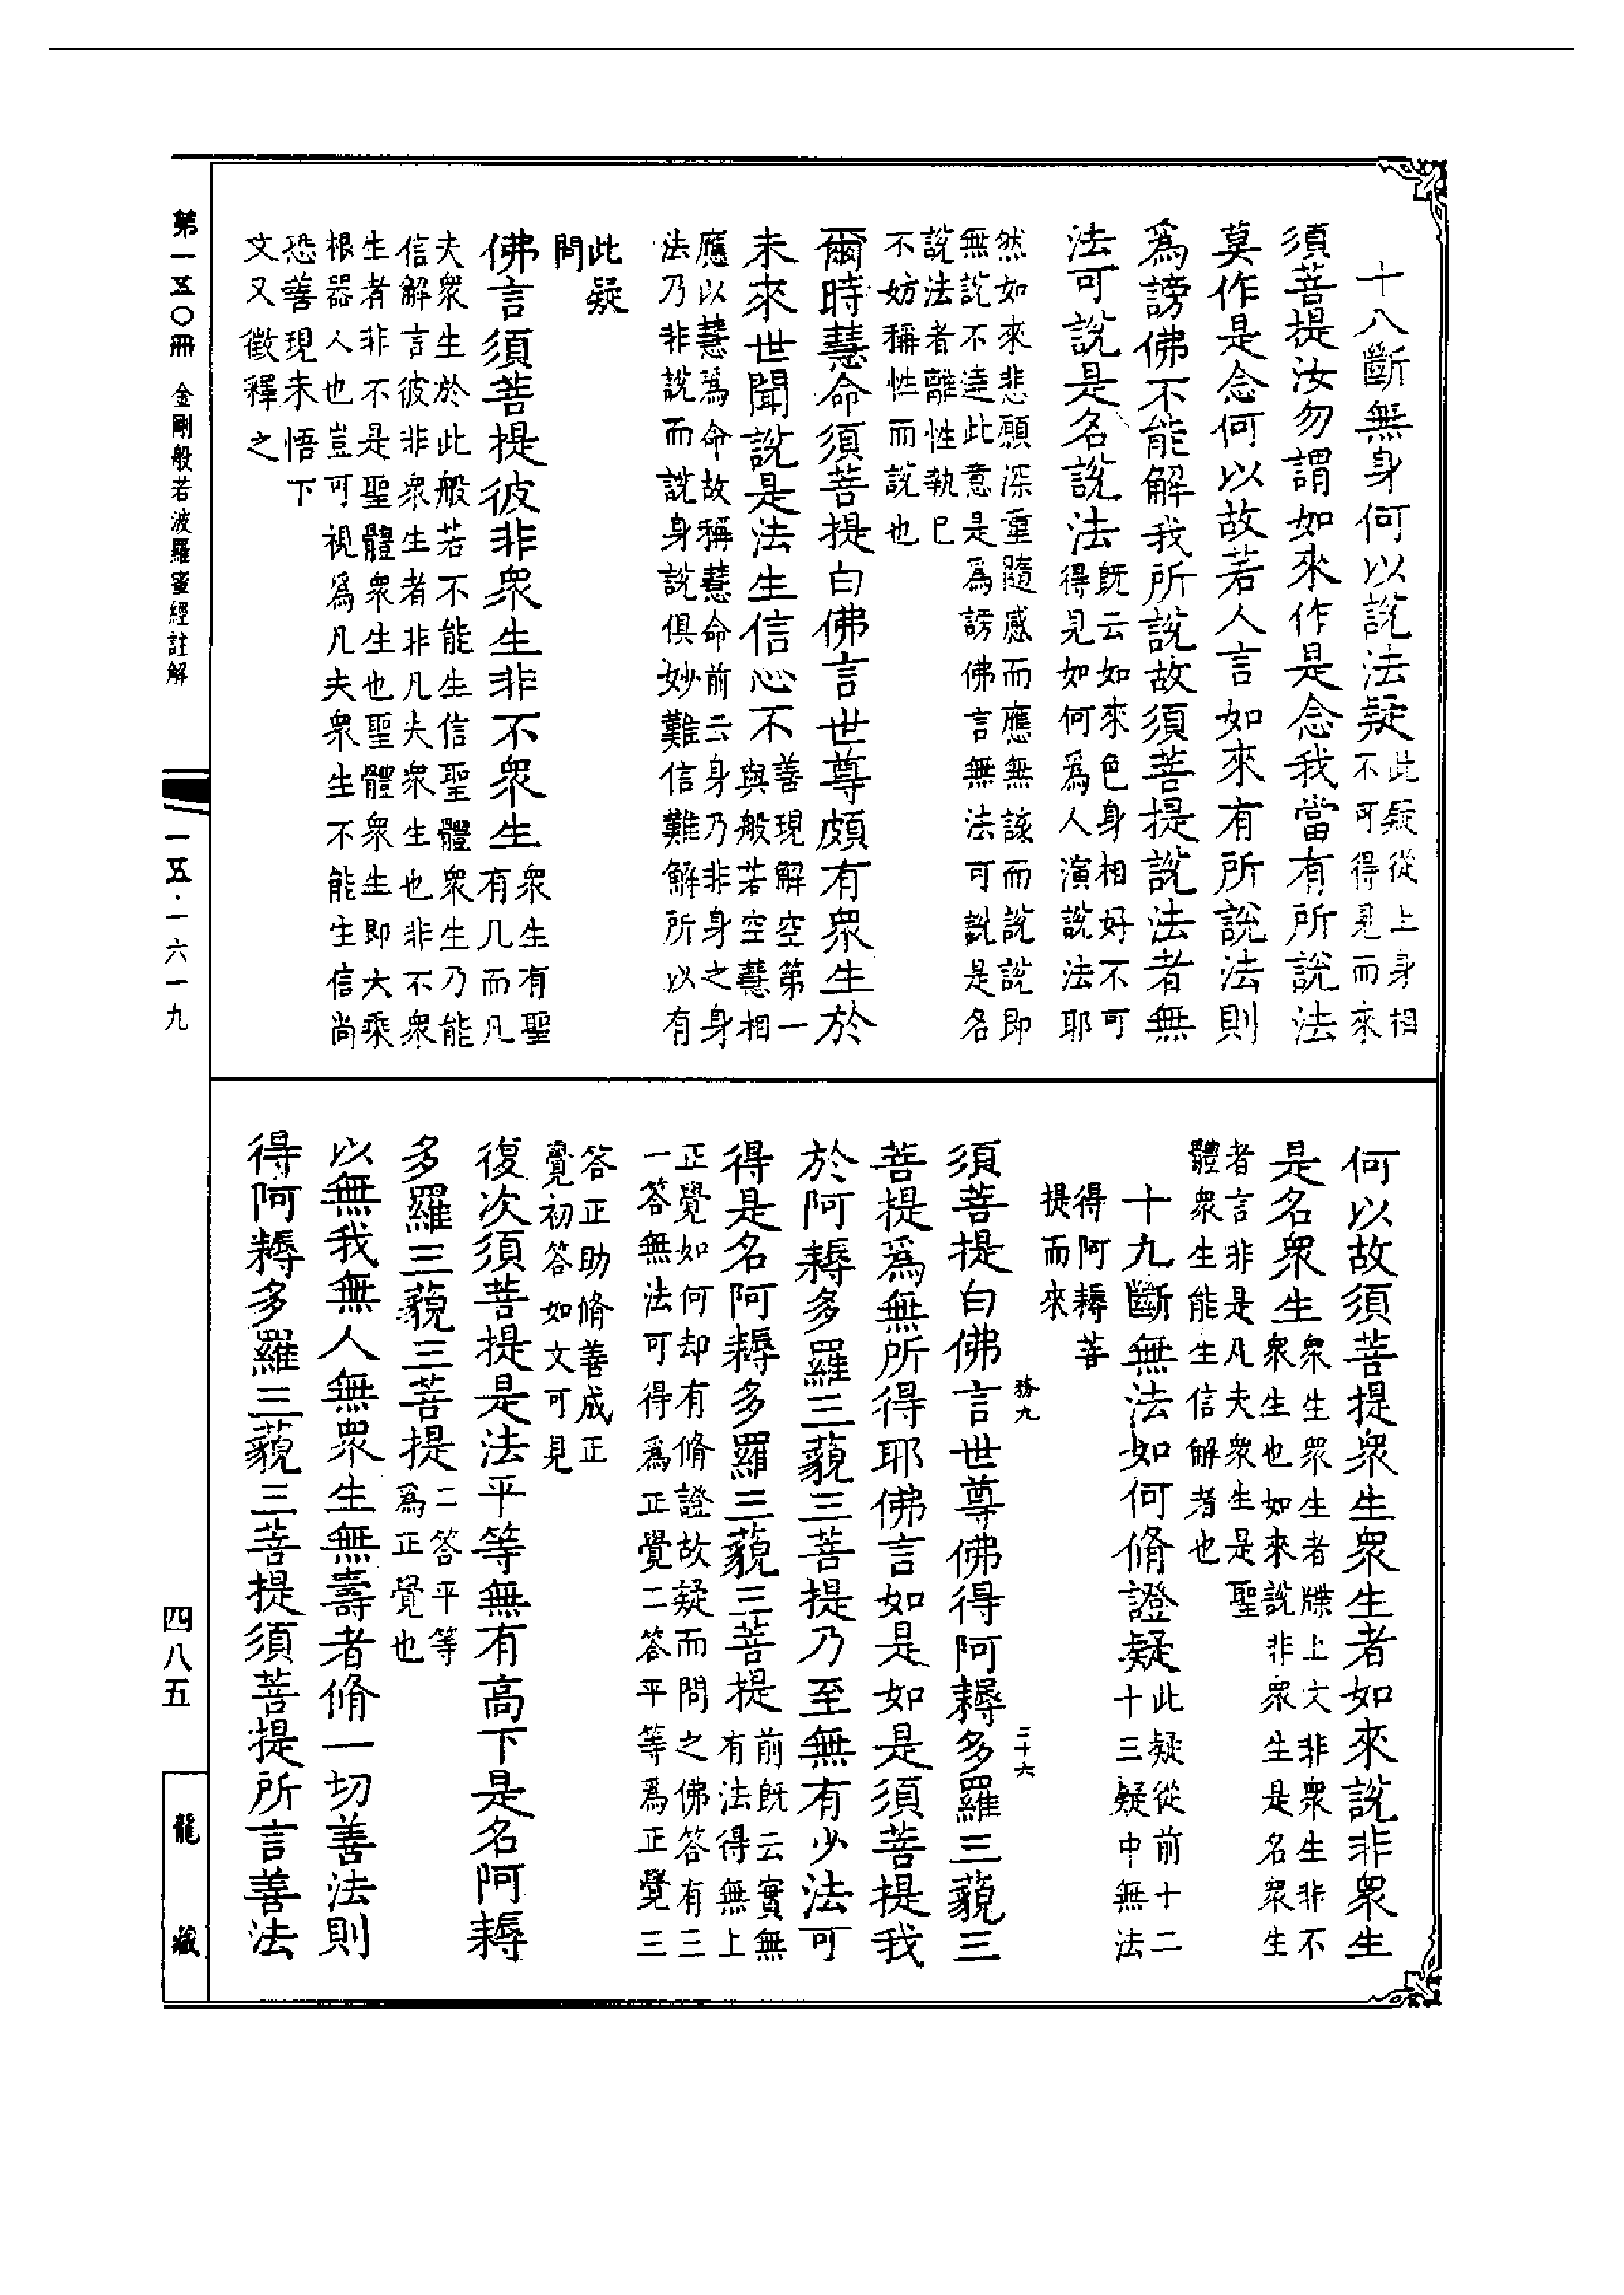 十八斷無身何以說法疑此疑從上身相
不可得見而來
須菩提汝勿謂如來作是念我當有所說法
莫作是念何以故若人言如來有所說法則
爲謗佛不能解我所說故須菩提說法者無
法可說是名說法旣云如來色身相好不可
得見如何爲人演說法耶
然如來悲願深重隨感而應無該而說說即
無說不達此意是為謗佛言無法可說是名
說法者離性執已
不妨稱性而說也
爾時慧命須菩提白佛言世尊頗有眾生於
未來世聞說是法生信心不善現解空第一
與般若空慧相
應以慧爲命故稱慧命前云身乃非身之身
法乃非說而說身說俱妙難信難解所以有
此疑
問
佛言須菩提彼非眾生非不眾生眾生有聖
有凡而凡
夫眾生於此般若不能生信聖體眾生乃能
信解言彼非眾生者非凡夫眾生也非不眾
生者非不是聖體眾生也聖體眾生即大乘
根器人也豈可視爲凡夫眾生不能生信尚
恐善現未悟下
文又徵釋之
何以故須菩提眾生眾生者如來說非眾生
是名眾生眾生眾生者牒上文非眾生非不
眾生也如來說非眾生是名眾生
者言非是凡夫眾生是聖
體眾生能生信解者也
十九斷無法如何脩證疑此疑從前十二
十三疑中無法
得阿耨菩
提而來
務九
三十六
須菩提白佛言世尊佛得阿耨多羅三藐三
菩提爲無所得耶佛言如是如是須菩提我
於阿耨多羅三藐三菩提乃至無有少法可
得是名阿耨多羅三藐三菩提前旣云實無
有法得無上
正覺如何却有脩證故疑而問之佛答有三
一答無法可得爲正覺二答平等爲正覺三
答正助脩善成正
覺初答如文可見
復次須菩提是法平等無有高下是名阿耨
多羅三藐三菩提二答平等
爲正覺也
以無我無人無眾生無壽者脩一切善法則
得阿耨多羅三藐三菩提須菩提所言善法
第一五〇冊 金剛般若波羅蜜經註解
一五·一六一九
四八五
龍藏